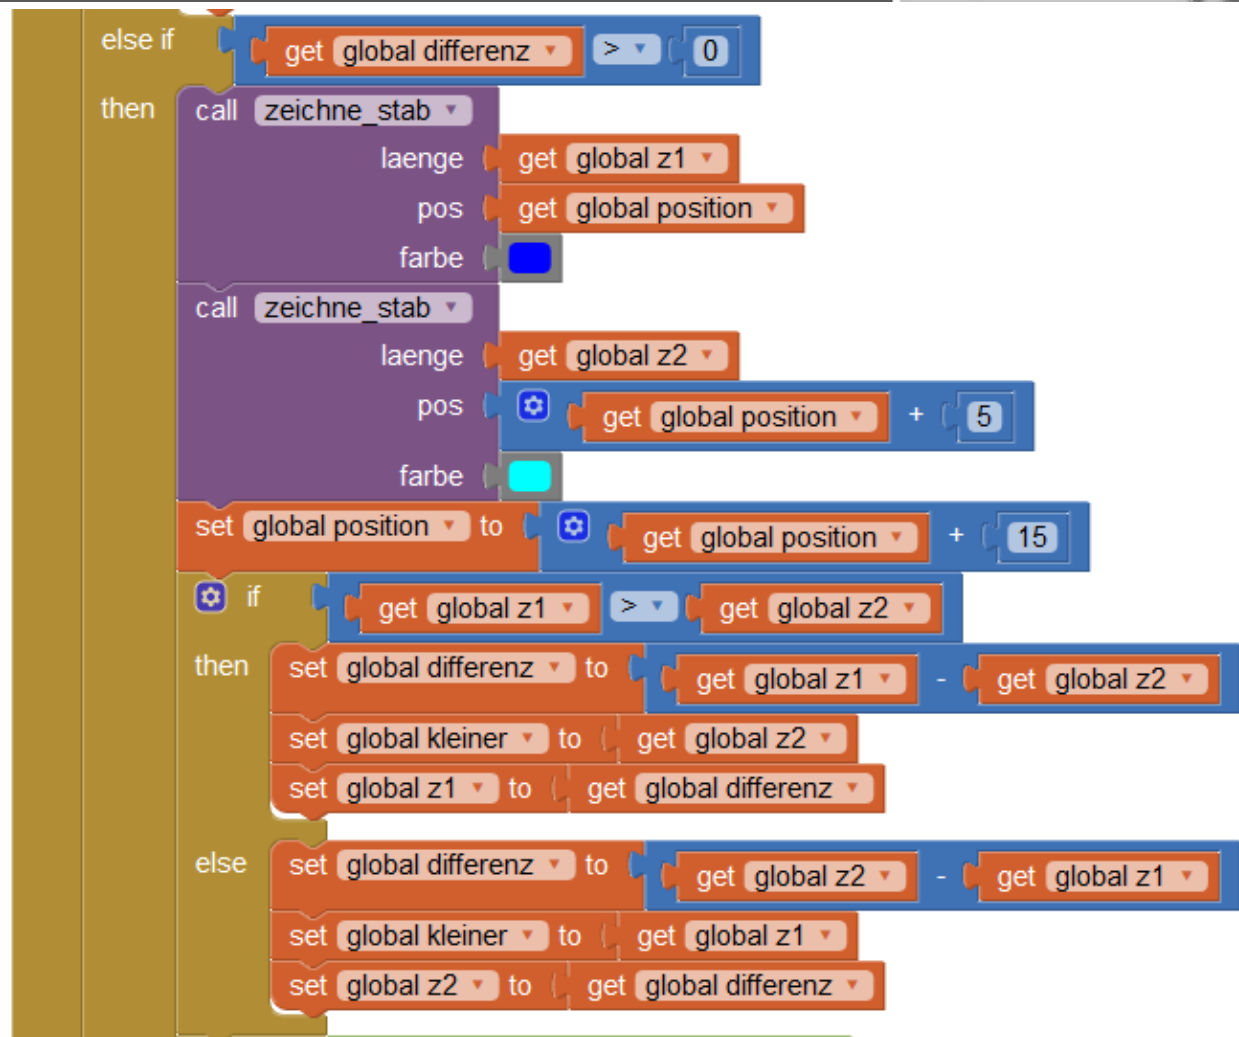 else if get global differenz > 0
then call zeichne_stab
laenge get global z1
pos get global position
farbe
call zeichne_stab
laenge get global z2
pos get global position + 5
farbe
set global position to get global position + 15
if get global z1 > get global z2
then set global differenz to get global z1 - get global z2
set global kleiner to get global z2
set global z1 to get global differenz
else set global differenz to get global z2 - get global z1
set global kleiner to get global z1
set global z2 to get global differenz